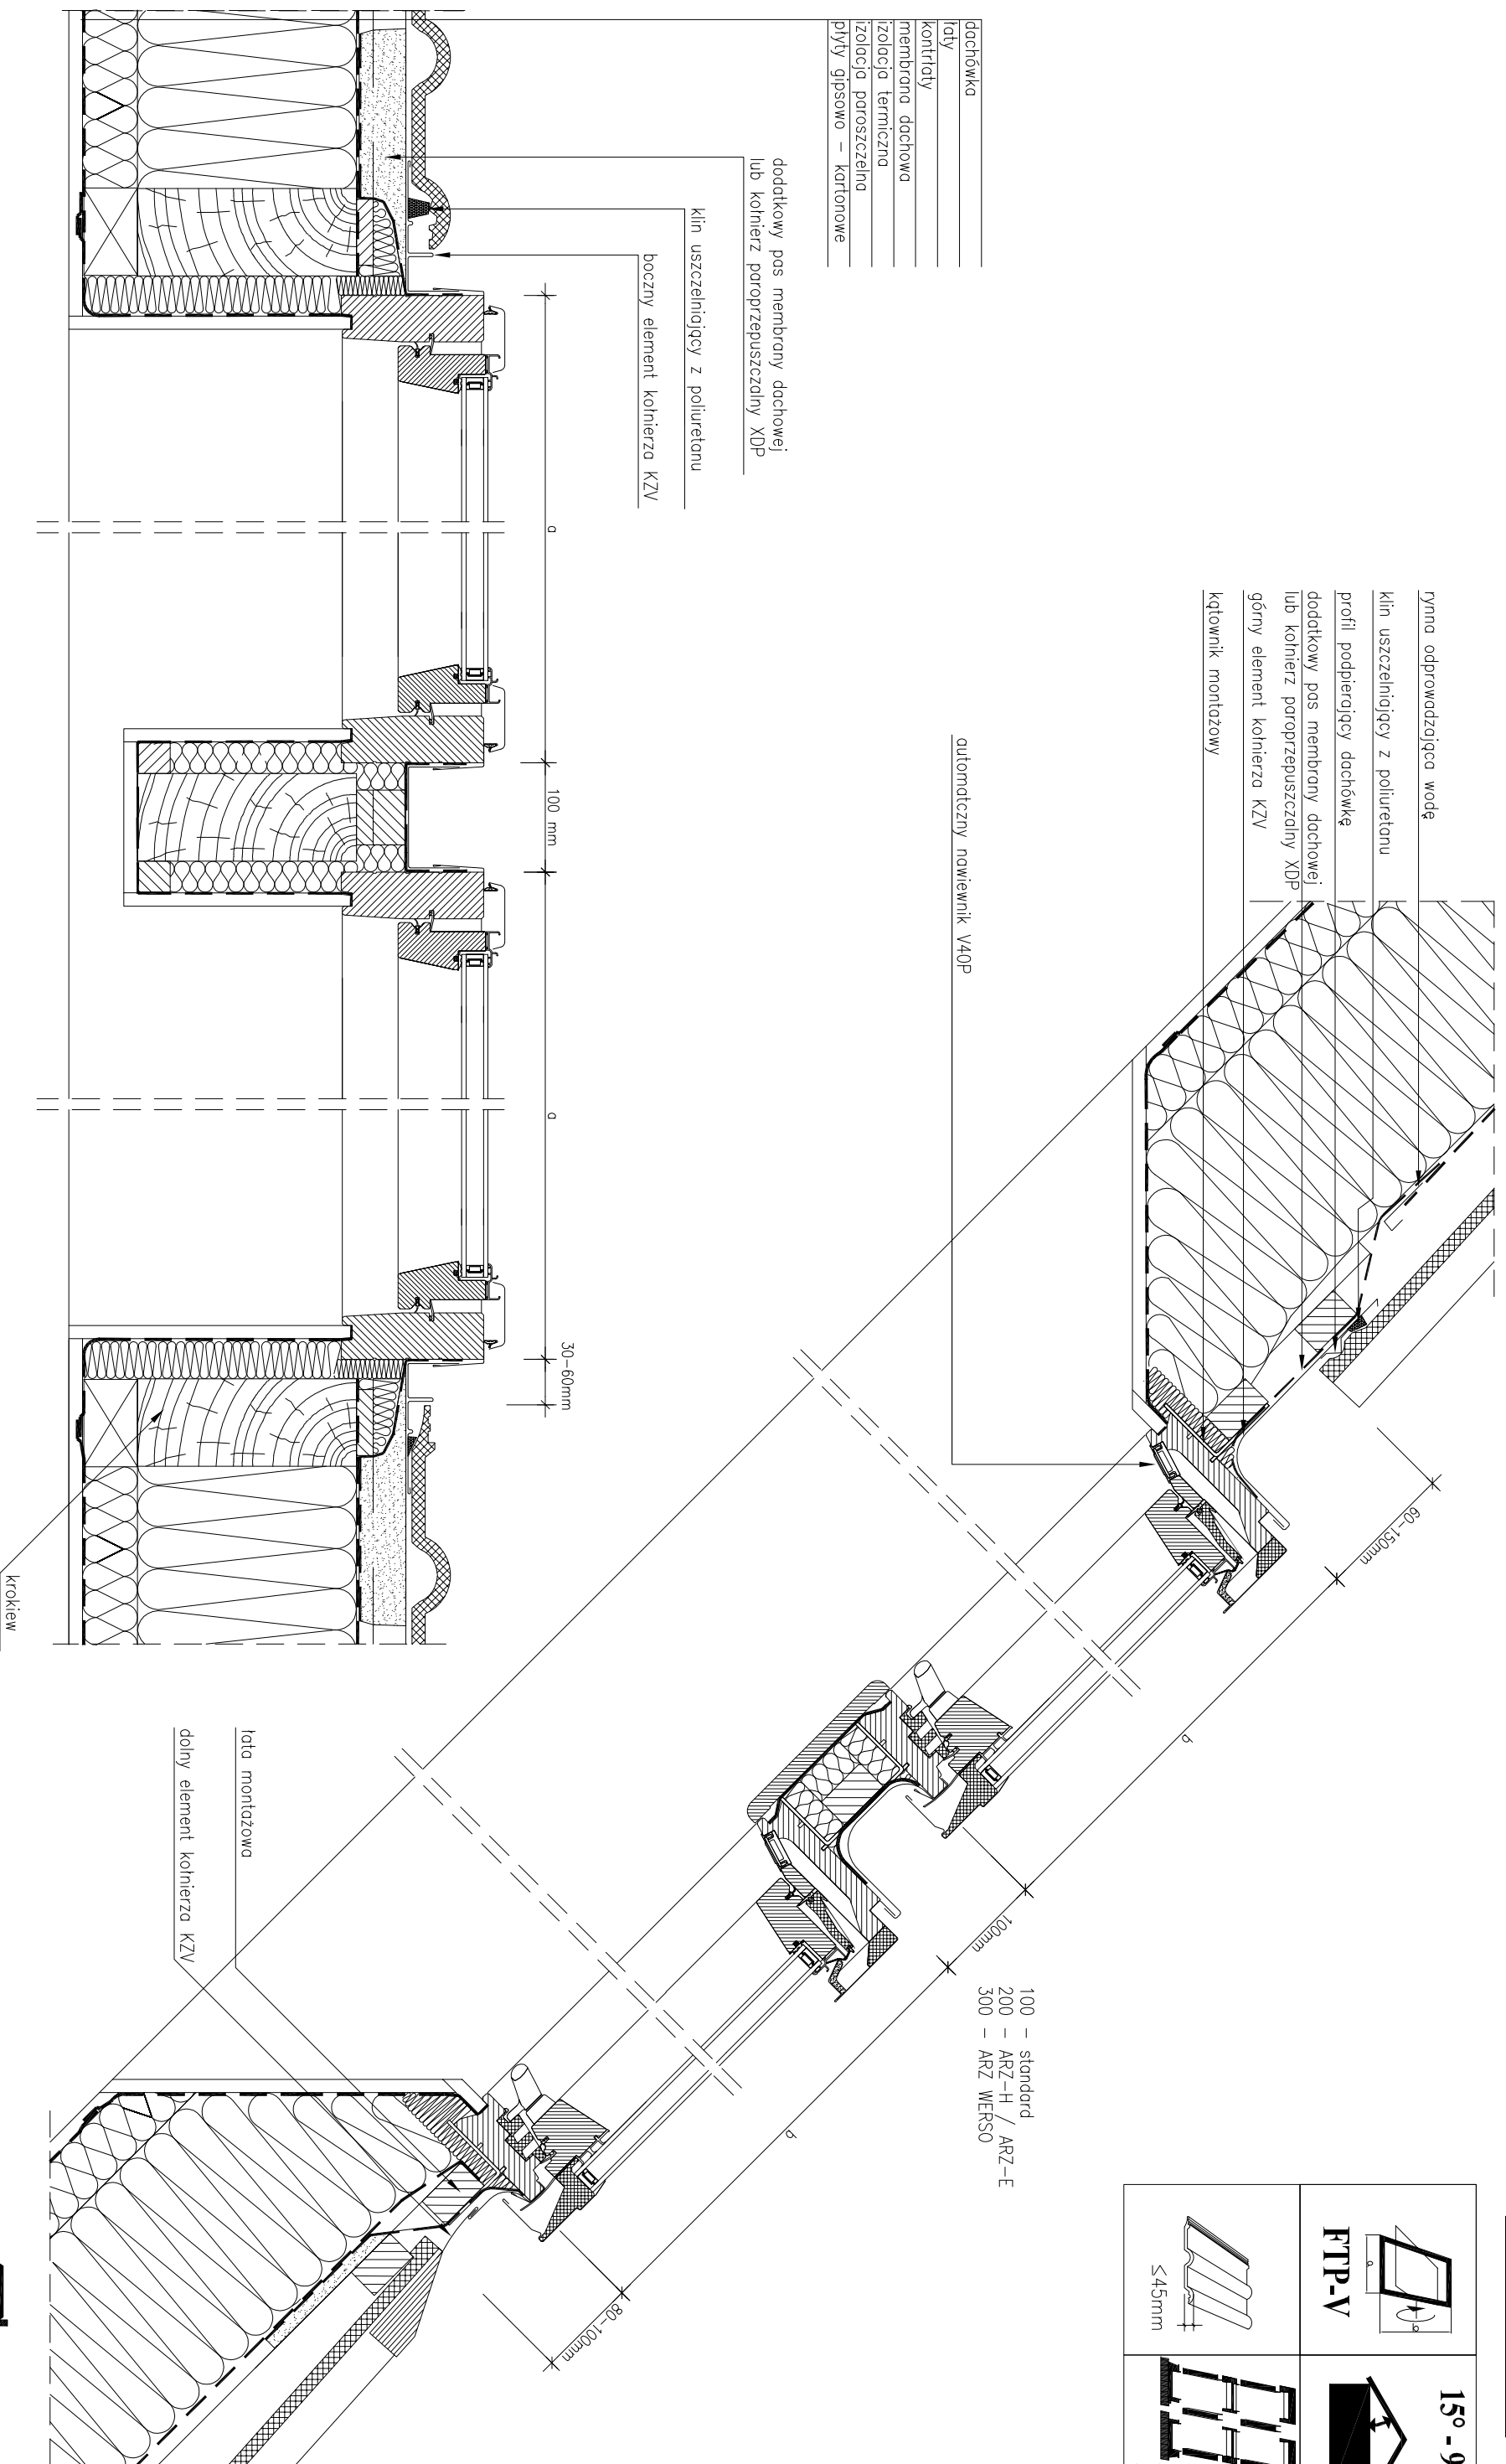 dachówka
łaty
kontrłaty
membrana dachowa
izolacja termiczna
izolacja paroszczelna
płyty gipsowo - kartonowe
dodatkowy pas membrany dachowej
lub kołnierz paroprzepuszczalny XDP
klin uszczelniający z poliuretanu
boczny element kołnierza KZV
a
100 mm
a
30-60mm
krokiew
rynna odprowadzająca wodę
klin uszczelniający z poliuretanu
profil podpierający dachówkę
dodatkowy pas membrany dachowej
lub kołnierz paroprzepuszczalny XDP
górny element kołnierza KZV
kątownik montażowy
automatczny nawiewnik V40P
60-150mm
b
100mm
100 - standard
200 - ARZ-H / ARZ-E
300 - ARZ WERSO
b
80-100mm
łata montażowa
dolny element kołnierza KZV
FTP-V
a
b
≤45mm